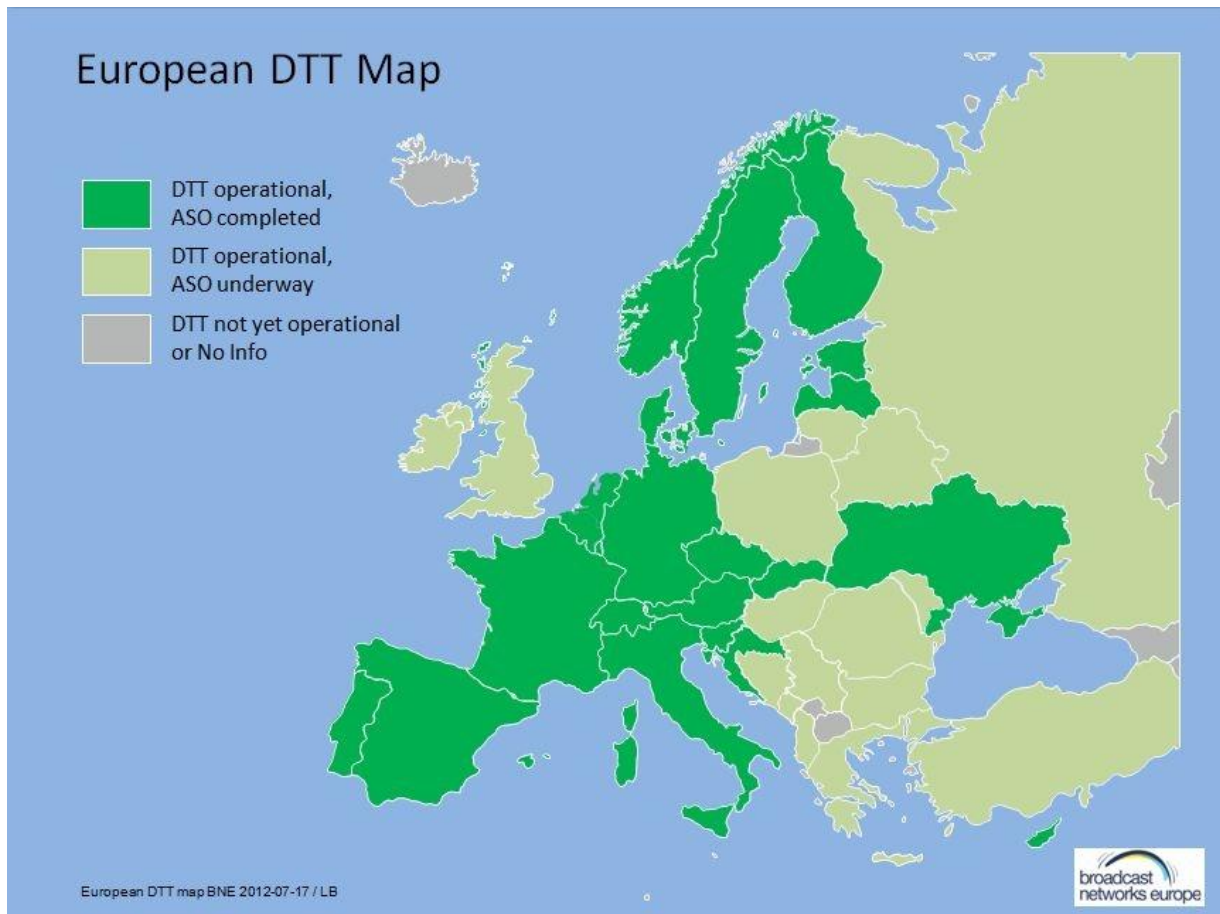 European DTT Map
DTT operational,
ASO completed
DTT operational,
ASO underway
DTT not yet operational
or No Info
European DTT map BNE 2012-07-17 / LB
broadcast
networks europe